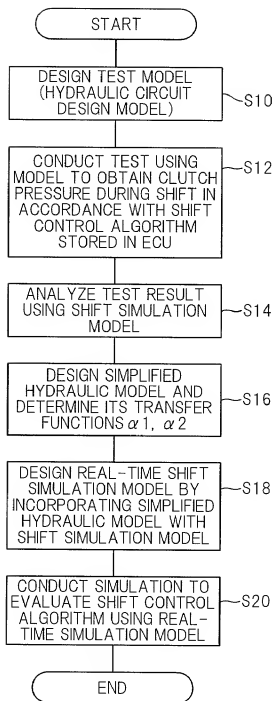 START
DESIGN TEST MODEL
(HYDRAULIC CIRCUIT
DESIGN MODEL)
S10
CONDUCT TEST USING
MODEL TO OBTAIN CLUTCH
PRESSURE DURING SHIFT IN
ACCORDANCE WITH SHIFT
CONTROL ALGORITHM
STORED IN ECU
S12
ANALYZE TEST RESULT
USING SHIFT SIMULATION
MODEL
S14
DESIGN SIMPLIFIED
HYDRAULIC MODEL AND
DETERMINE ITS TRANSFER
FUNCTIONS α1, α2
S16
DESIGN REAL-TIME SHIFT
SIMULATION MODEL BY
INCORPORATING SIMPLIFIED
HYDRAULIC MODEL WITH
SHIFT SIMULATION MODEL
S18
CONDUCT SIMULATION TO
EVALUATE SHIFT CONTROL
ALGORITHM USING REAL-
TIME SIMULATION MODEL
S20
END